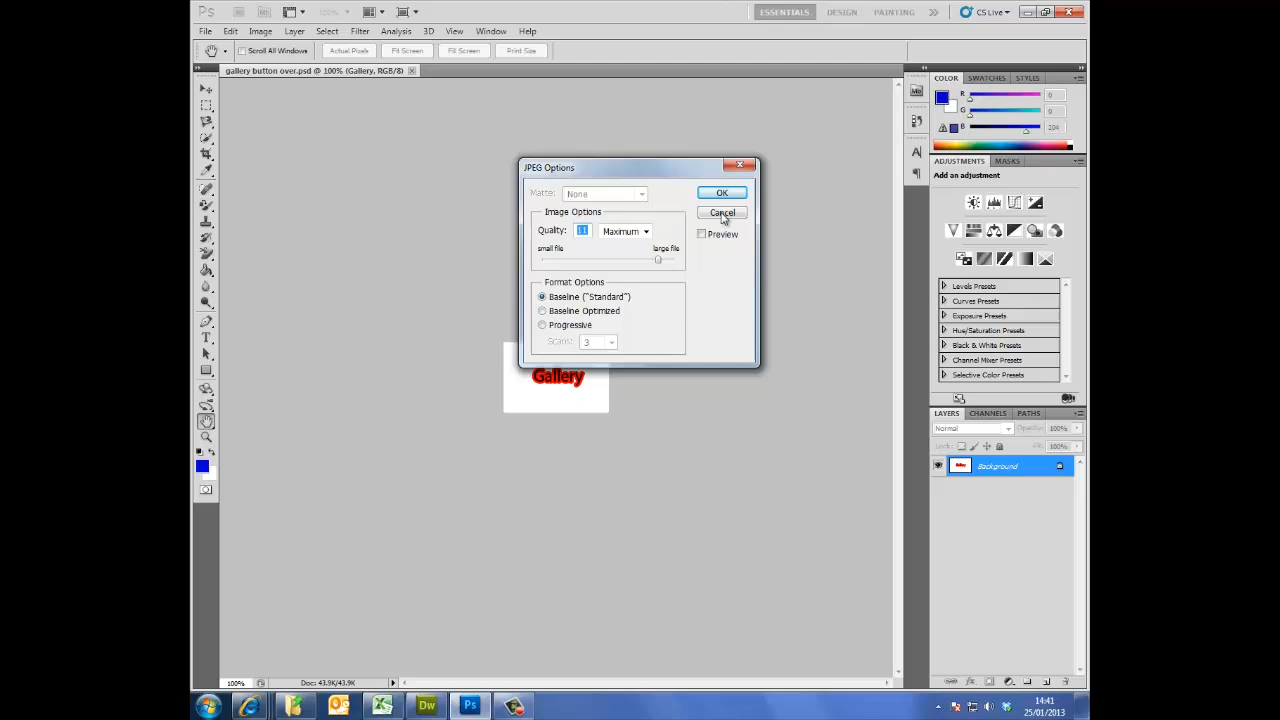 Ps Br Mb 100% ESSENTIALS DESIGN PAINTING CS Live
File Edit Image Layer Select Filter Analysis 3D View Window Help
Scroll All Windows Actual Pixels Fit Screen Fill Screen Print Size
gallery button over.psd @ 100% (Gallery, RGB/8)
COLOR SWATCHES STYLES
R 0
G 0
B 204
ADJUSTMENTS MASKS
Add an adjustment
Levels Presets
Curves Presets
Exposure Presets
Hue/Saturation Presets
Black & White Presets
Channel Mixer Presets
Selective Color Presets
LAYERS CHANNELS PATHS
Normal Opacity: 100%
Lock: Fill: 100%
Background
JPEG Options
Matte: None OK
Image Options Cancel
Quality: 11 Maximum Preview
small file large file
Format Options
Baseline ("Standard")
Baseline Optimized
Progressive
Scans: 3
Gallery
100% Doc: 43.9K/43.9K
Dw Ps 14:41
25/01/2013